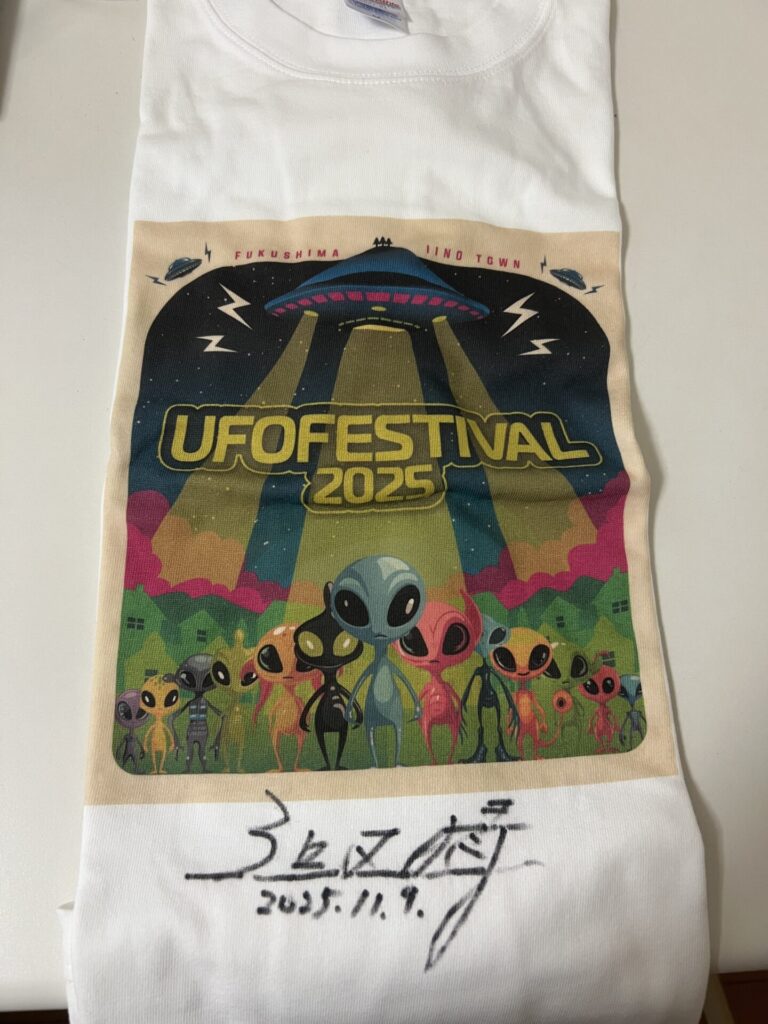 FUKUSHIMA IINO TOWN
UFOFESTIVAL
2025
2025.11.9.